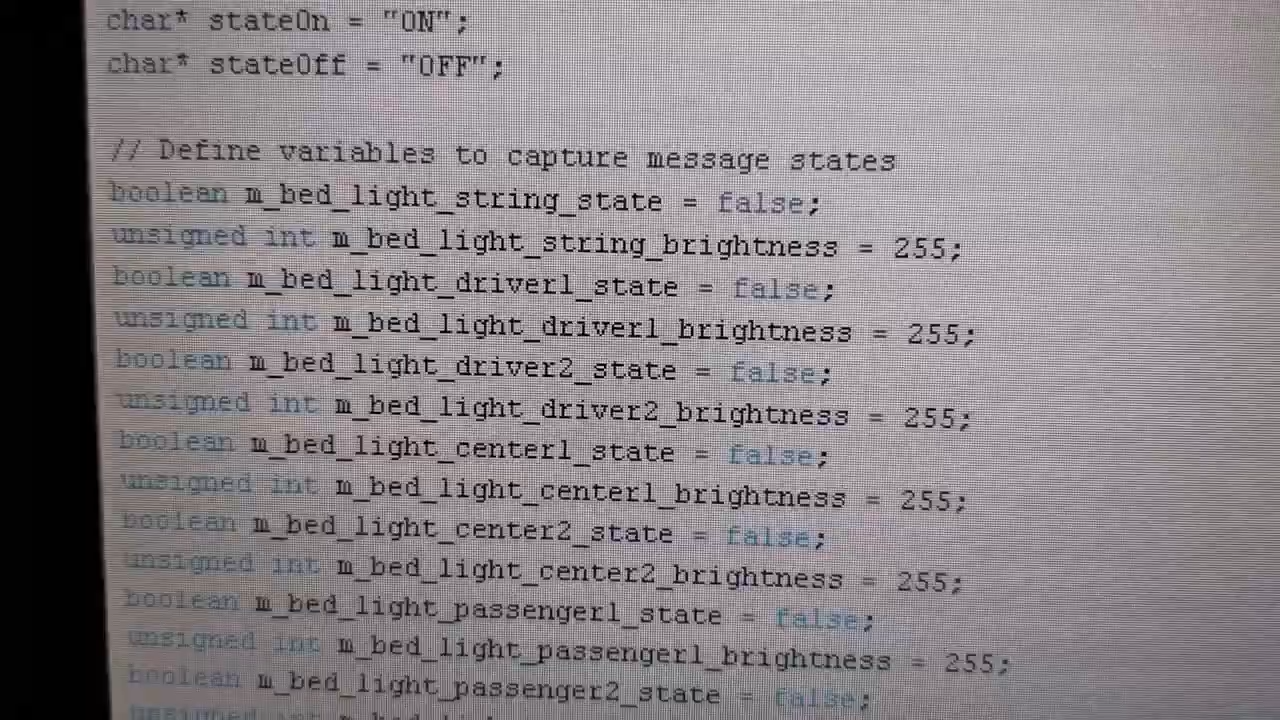 char* stateOn = "ON";
char* stateOff = "OFF";
// Define variables to capture message states
boolean m_bed_light_string_state = false;
unsigned int m_bed_light_string_brightness = 255;
boolean m_bed_light_driver1_state = false;
unsigned int m_bed_light_driver1_brightness = 255;
boolean m_bed_light_driver2_state = false;
unsigned int m_bed_light_driver2_brightness = 255;
boolean m_bed_light_center1_state = false;
unsigned int m_bed_light_center1_brightness = 255;
boolean m_bed_light_center2_state = false;
unsigned int m_bed_light_center2_brightness = 255;
boolean m_bed_light_passenger1_state = false;
unsigned int m_bed_light_passenger1_brightness = 255;
boolean m_bed_light_passenger2_state = false;